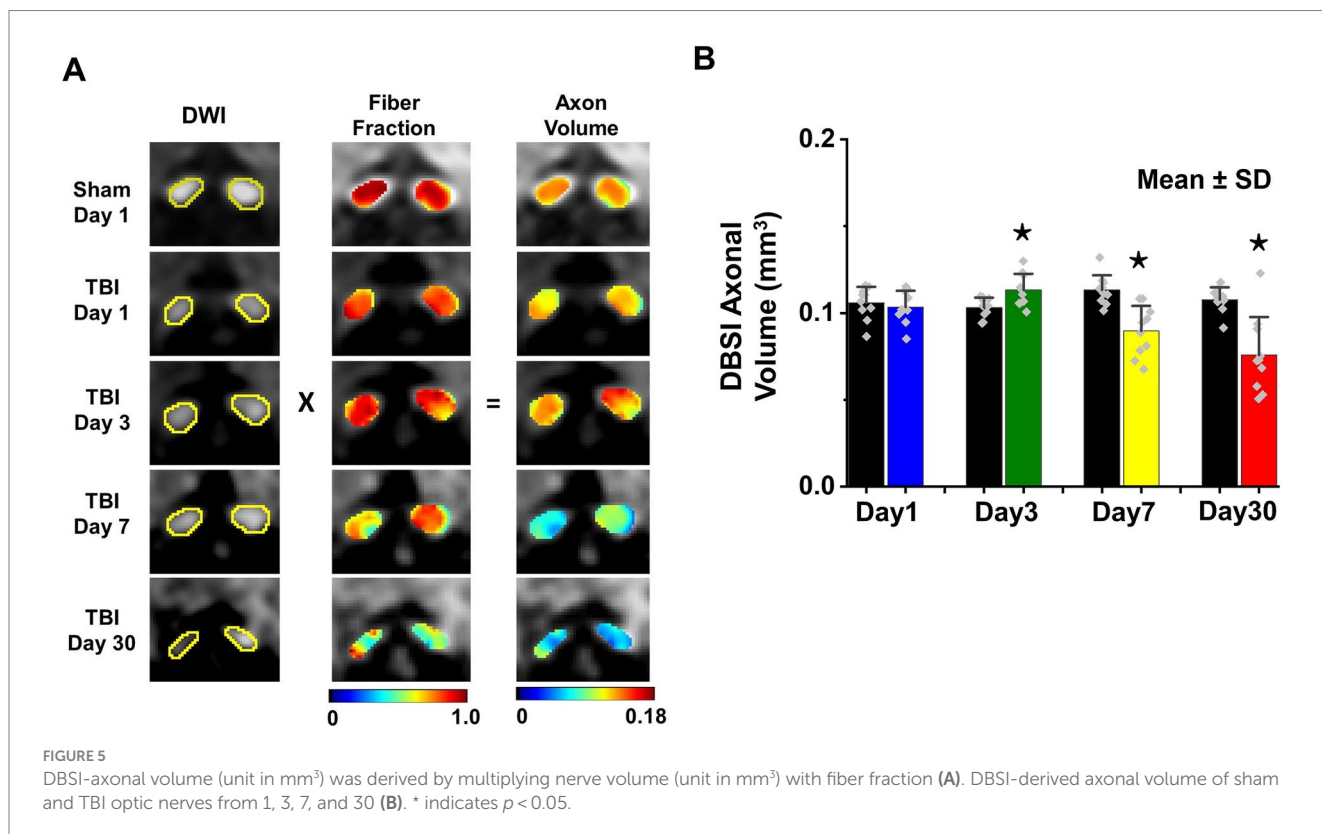 A
DWI
Fiber
Fraction
Axon
Volume
Sham
Day 1
TBI
Day 1
TBI
Day 3
X
=
TBI
Day 7
TBI
Day 30
0
1.0
0
0.18
B
Mean ± SD
DBSI Axonal
Volume (mm³)
0.2
0.1
0.0
★
★
★
Day1
Day3
Day7
Day30
FIGURE 5
DBSI-axonal volume (unit in mm³) was derived by multiplying nerve volume (unit in mm³) with fiber fraction (A). DBSI-derived axonal volume of sham
and TBI optic nerves from 1, 3, 7, and 30 (B). * indicates p < 0.05.